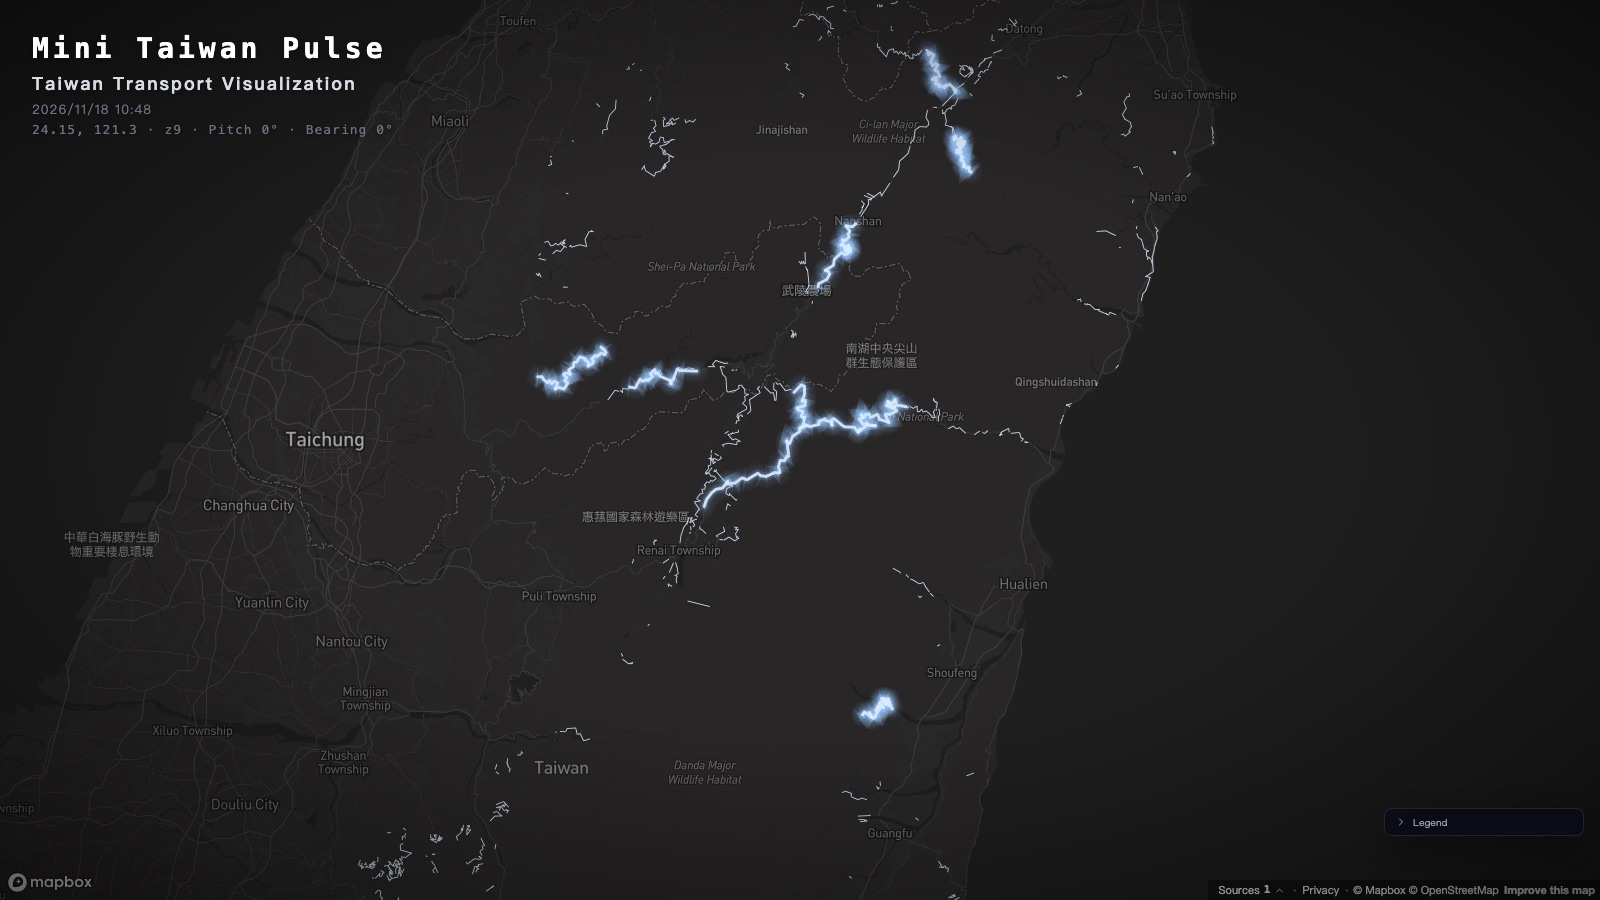 Mini Taiwan Pulse
Taiwan Transport Visualization
2026/11/18 10:48
24.15, 121.3 · z9 · Pitch 0° · Bearing 0°
Toufen
Datong
Su'ao Township
Miaoli
Jinajishan
Ci-lan Major
Wildlife Habitat
Nan'ao
Nanshan
Shei-Pa National Park
武陵農場
南湖中央尖山
群生態保護區
Qingshuidashan
National Park
Taichung
Changhua City
惠蓀國家森林遊樂區
中華白海豚野生動
物重要棲息環境
Renai Township
Hualien
Puli Township
Yuanlin City
Nantou City
Shoufeng
Mingjian
Township
Xiluo Township
Zhushan
Township
Taiwan
Danda Major
Wildlife Habitat
Douliu City
wnship
Guangfu
Legend
mapbox
Sources 1 · Privacy · © Mapbox © OpenStreetMap Improve this map